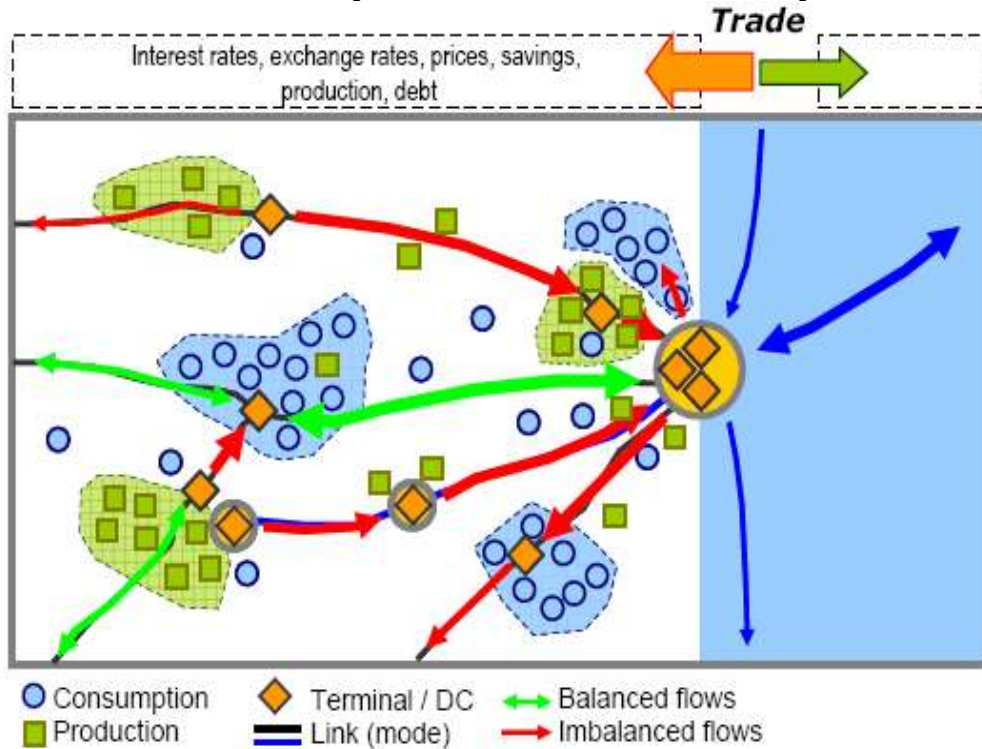 Trade
Interest rates, exchange rates, prices, savings,
production, debt
Consumption
Terminal / DC
Balanced flows
Production
Link (mode)
Imbalanced flows